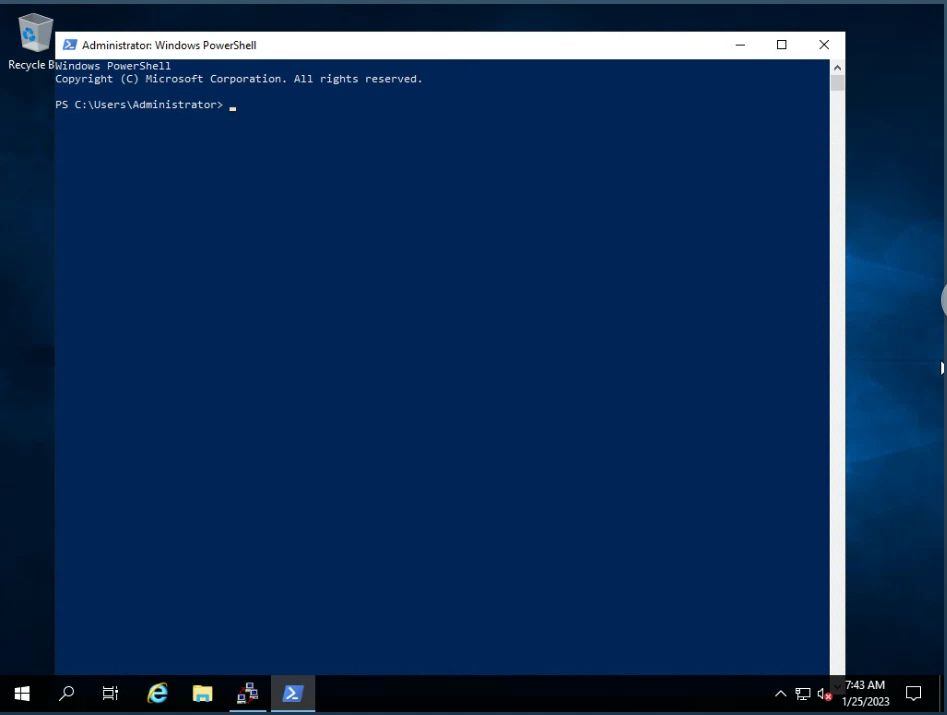 Administrator: Windows PowerShell
Recycle B
Windows PowerShell
Copyright (C) Microsoft Corporation. All rights reserved.
PS C:\Users\Administrator>
7:43 AM
1/25/2023